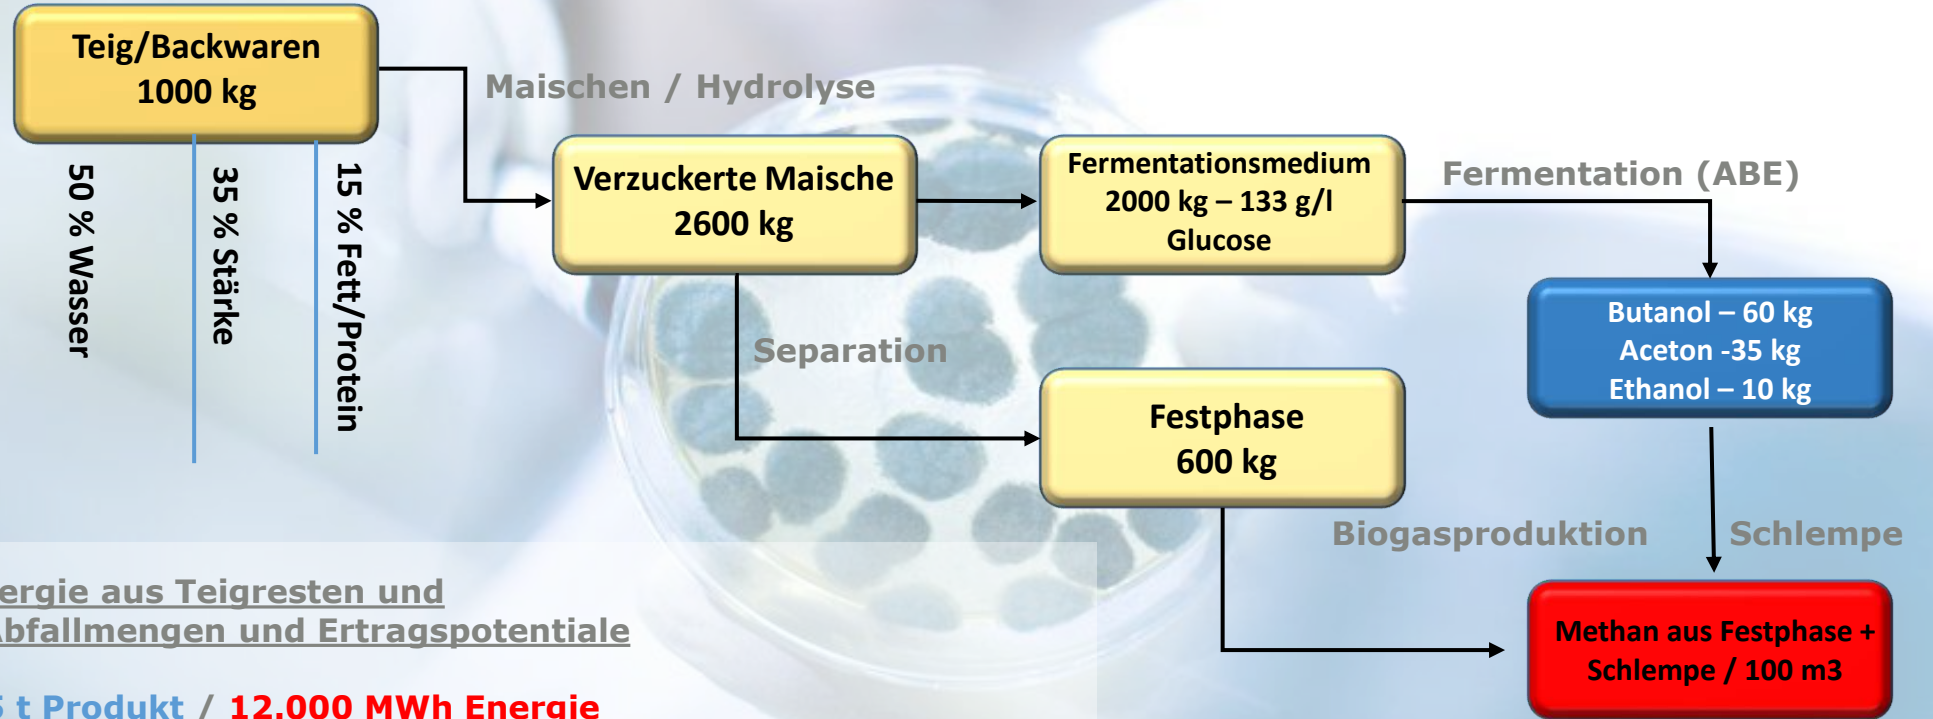 Teig/Backwaren
1000 kg
50 % Wasser
35 % Stärke
15 % Fett/Protein
Maischen / Hydrolyse
Verzuckerte Maische
2600 kg
Fermentationsmedium
2000 kg – 133 g/l
Glucose
Fermentation (ABE)
Butanol – 60 kg
Aceton -35 kg
Ethanol – 10 kg
Separation
Festphase
600 kg
Biogasproduktion
Schlempe
Methan aus Festphase +
Schlempe / 100 m3
aus Teigresten und
Abfallmengen und Ertragspotentiale
t Produkt / 12.000 MWh Energie